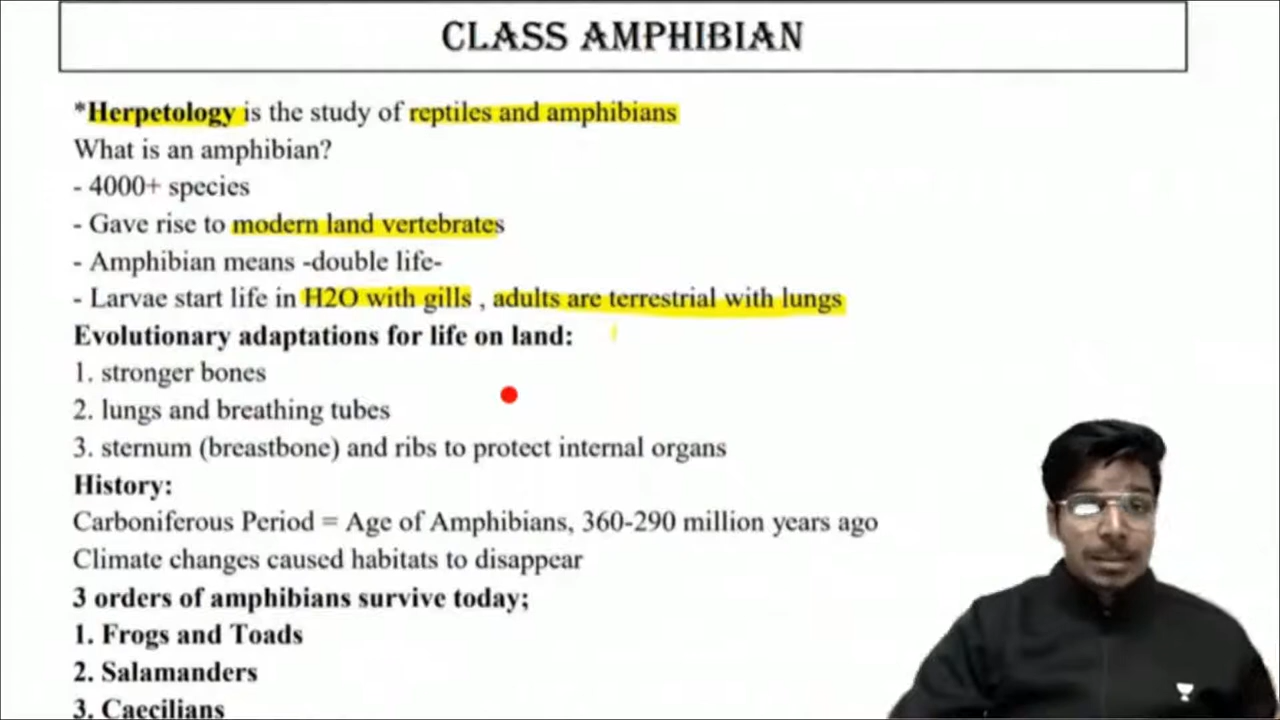 CLASS AMPHIBIAN
*Herpetology is the study of reptiles and amphibians
What is an amphibian?
- 4000+ species
- Gave rise to modern land vertebrates
- Amphibian means -double life-
- Larvae start life in H2O with gills , adults are terrestrial with lungs
Evolutionary adaptations for life on land:
1. stronger bones
2. lungs and breathing tubes
3. sternum (breastbone) and ribs to protect internal organs
History:
Carboniferous Period = Age of Amphibians, 360-290 million years ago
Climate changes caused habitats to disappear
3 orders of amphibians survive today;
1. Frogs and Toads
2. Salamanders
3. Caecilians